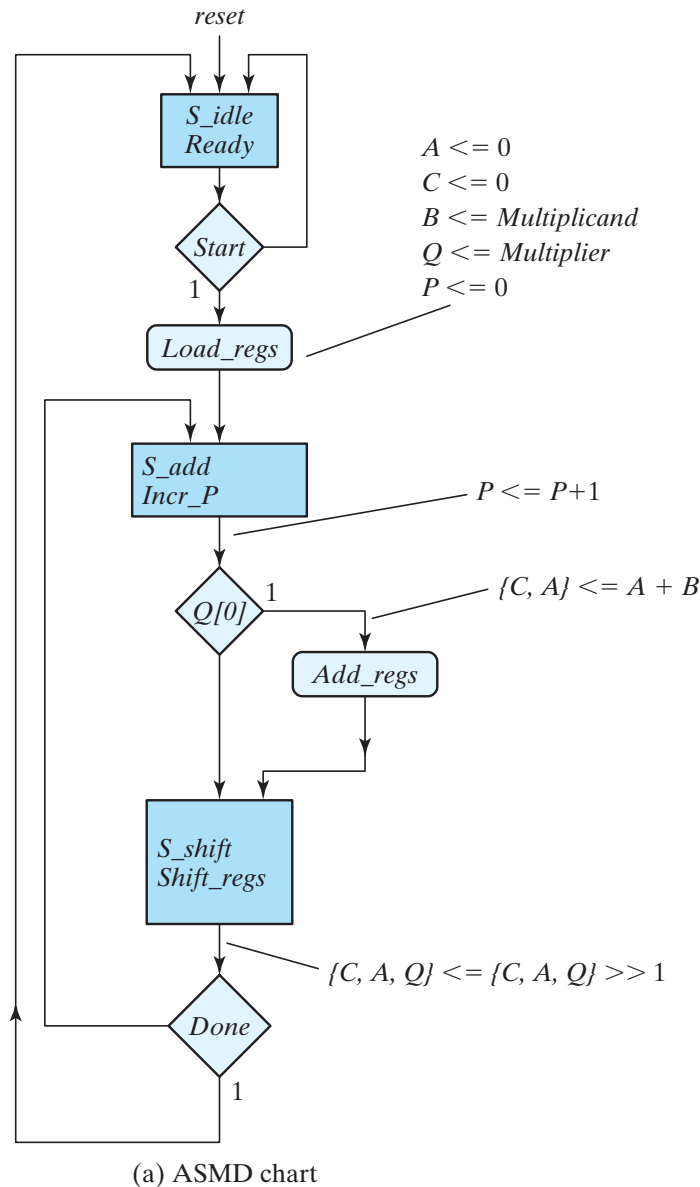 reset
S_idle
Ready
A <= 0
C <= 0
B <= Multiplicand
Q <= Multiplier
P <= 0
Start
1
Load_regs
S_add
Incr_P
P <= P+1
Q[0]
1
{C, A} <= A + B
Add_regs
S_shift
Shift_regs
{C, A, Q} <= {C, A, Q} >> 1
Done
1
(a) ASMD chart